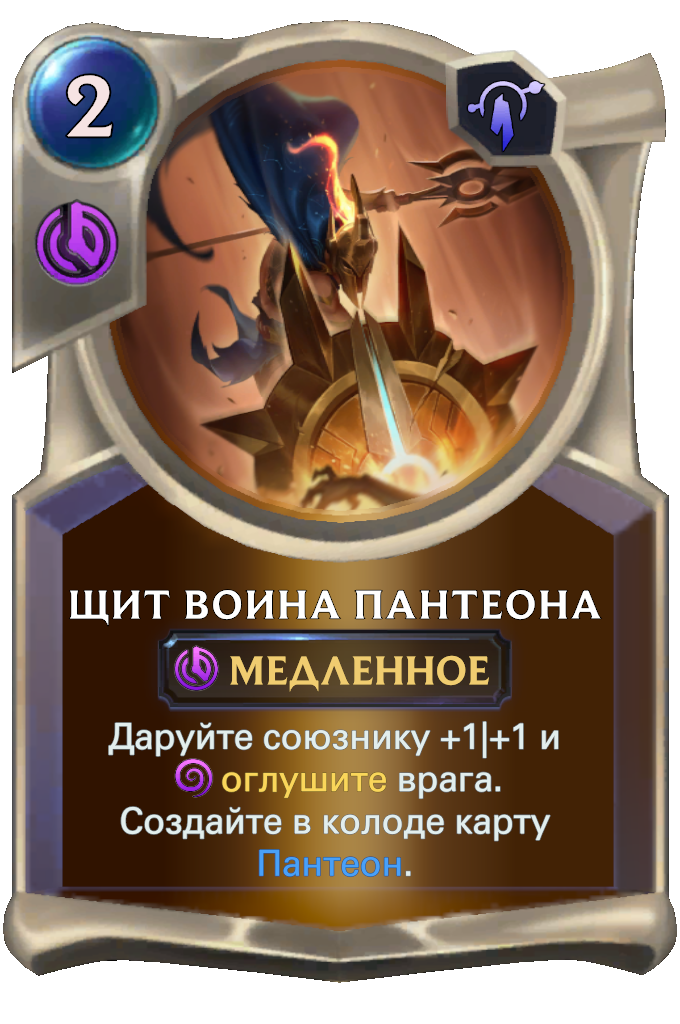 2
ЩИТ ВОИНА ПАНТЕОНА
МЕДЛЕННОЕ
Даруйте союзнику +1|+1 и
оглушите врага.
Создайте в колоде карту
Пантеон.